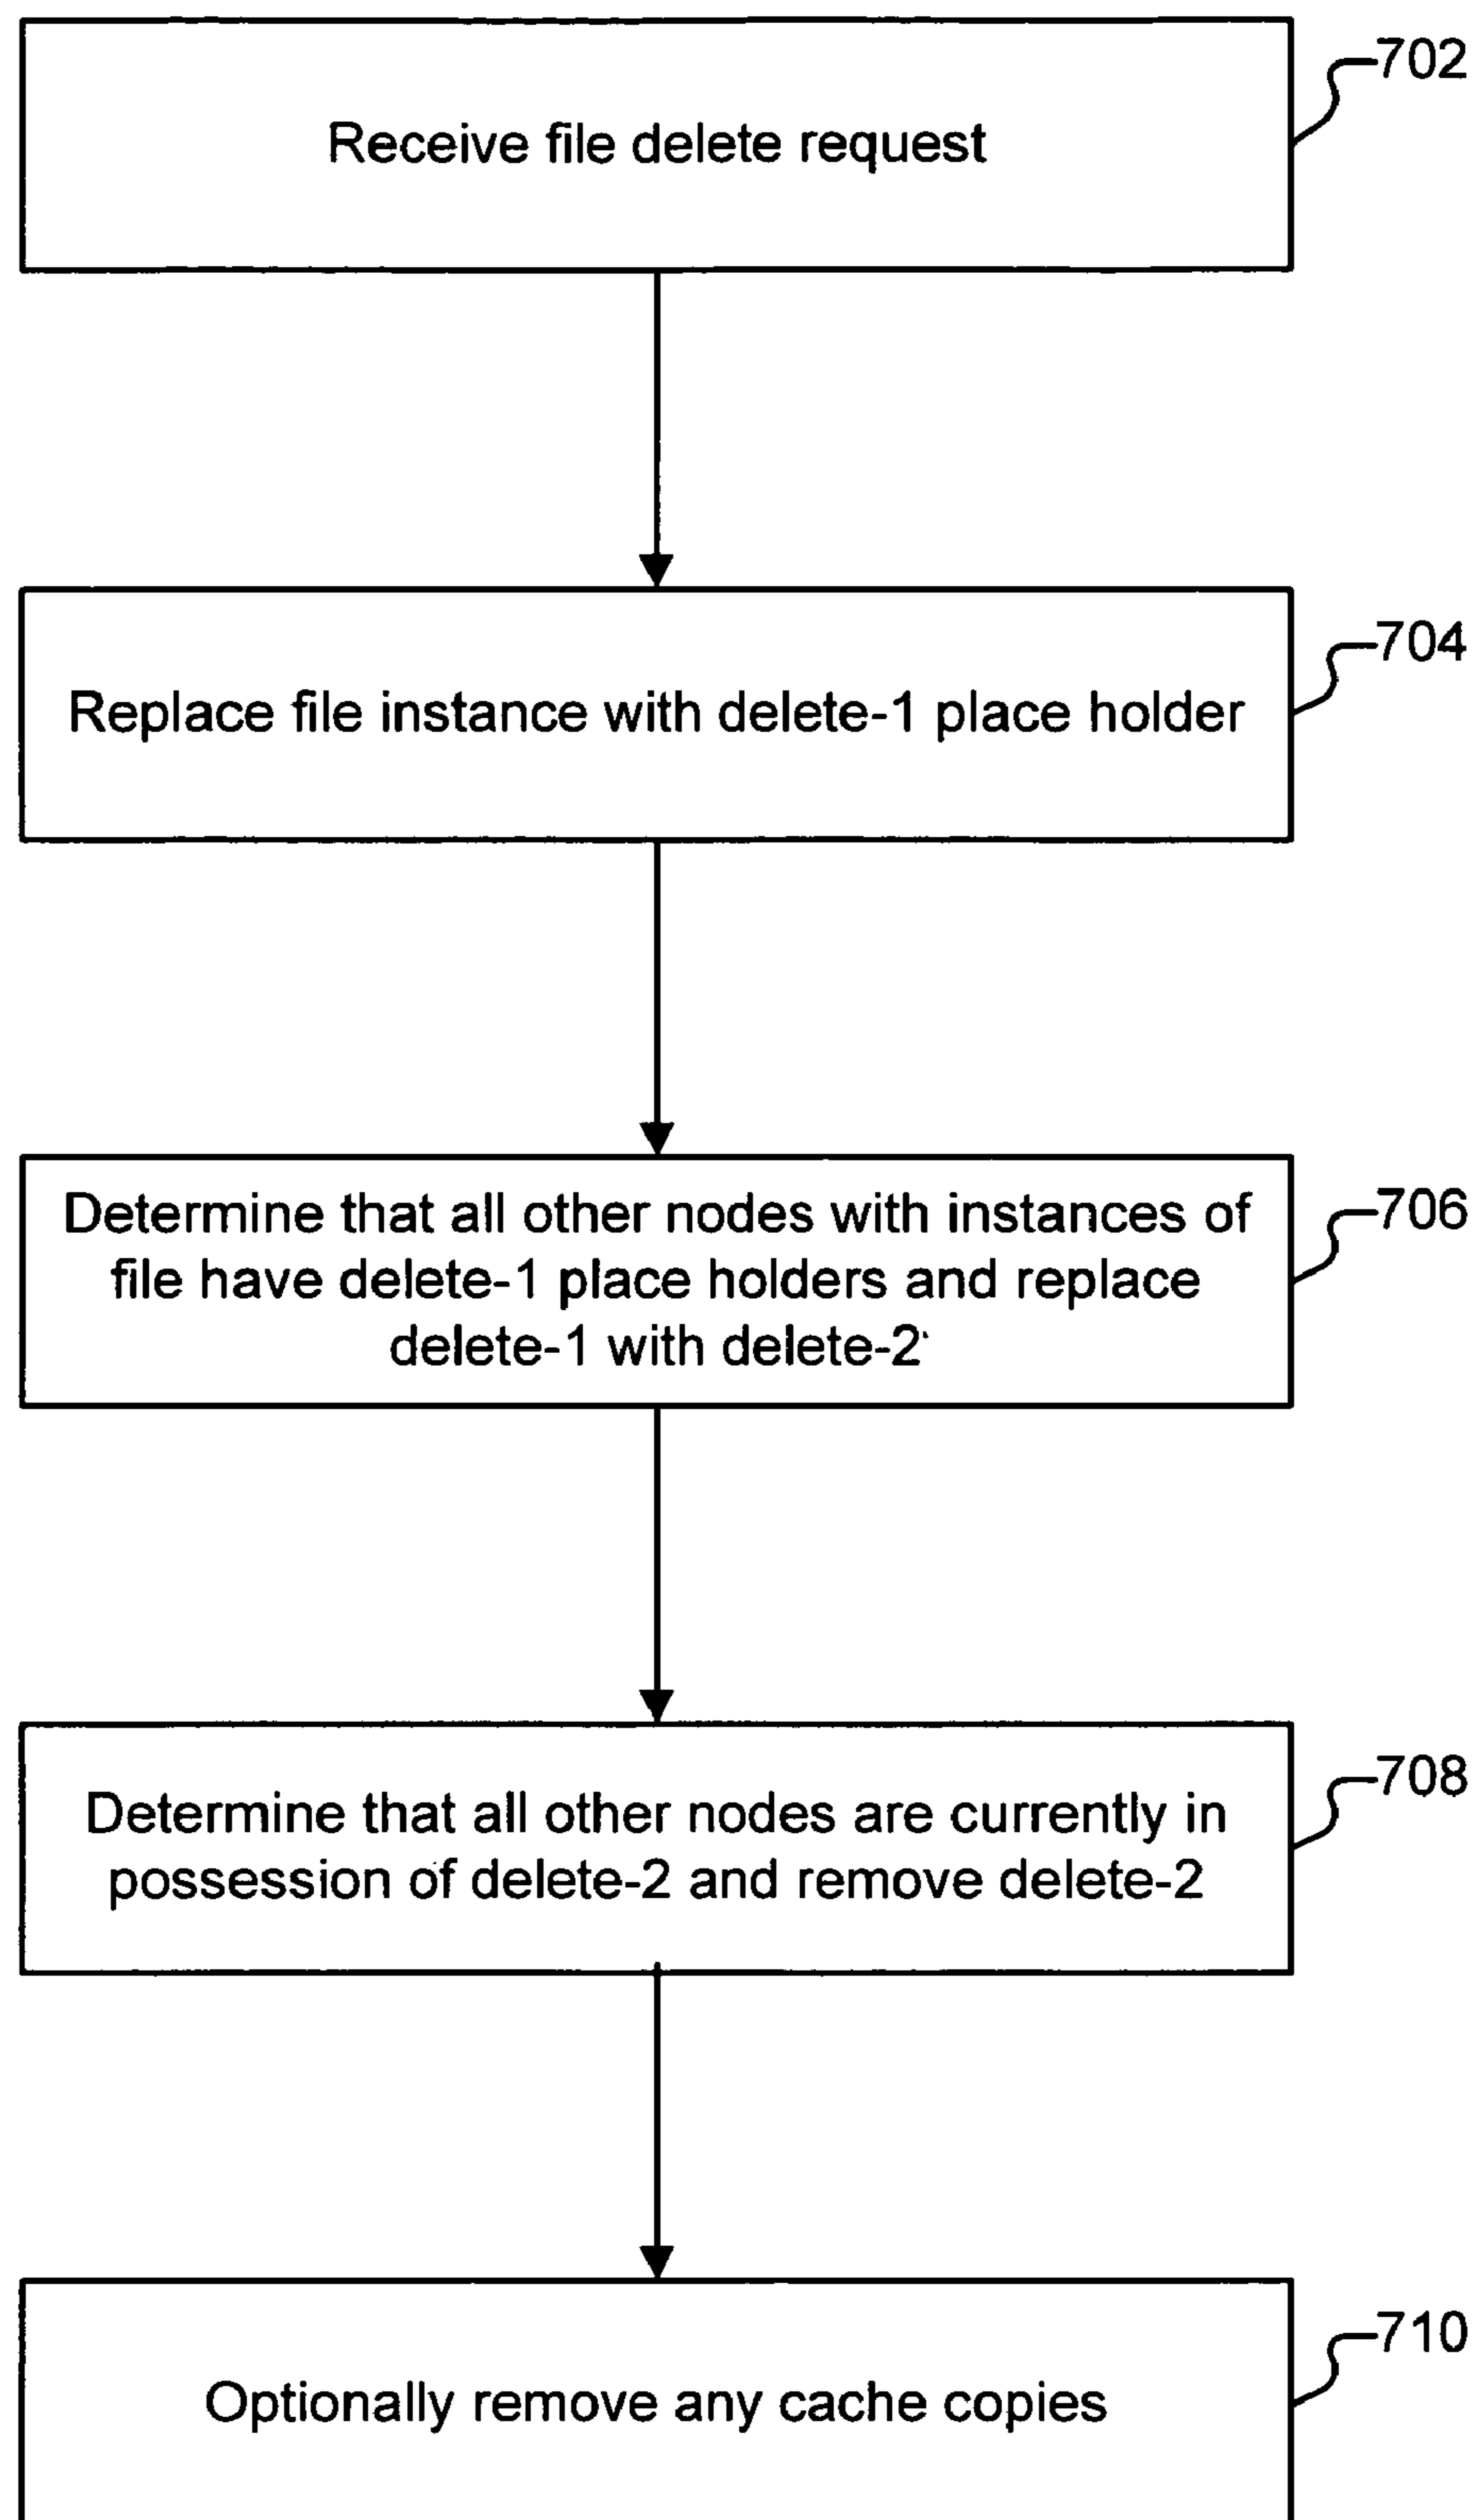 702
Receive file delete request
704
Replace file instance with delete-1 place holder
706
Determine that all other nodes with instances of
file have delete-1 place holders and replace
delete-1 with delete-2
708
Determine that all other nodes are currently in
possession of delete-2 and remove delete-2
710
Optionally remove any cache copies